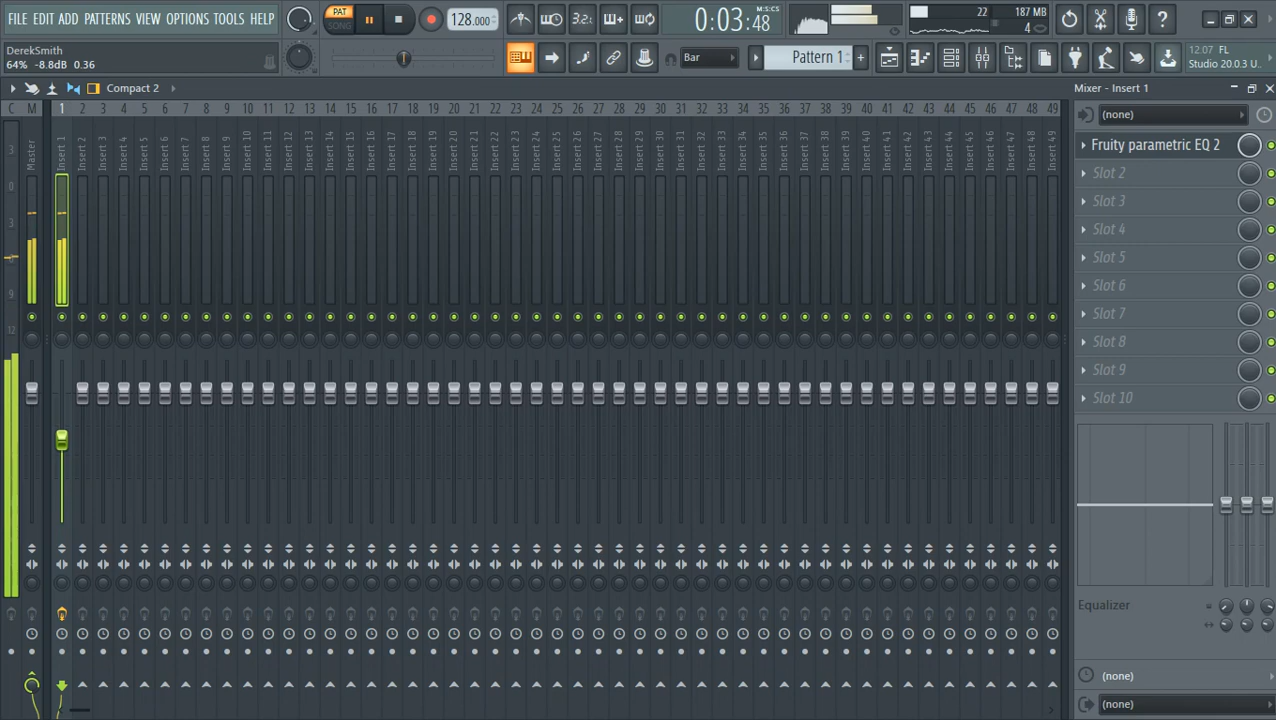 FILE EDIT ADD PATTERNS VIEW OPTIONS TOOLS HELP
PAT
SONG
128.000
3.2.
0:03:48
M:S:CS
22
187 MB
4
DerekSmith
64% -8.8dB 0.36
Bar
Pattern 1
12.07 FL
Studio 20.0.3 U..
Compact 2
Mixer - Insert 1
C M 1 2 3 4 5 6 7 8 9 10 11 12 13 14 15 16 17 18 19 20 21 22 23 24 25 26 27 28 29 30 31 32 33 34 35 36 37 38 39 40 41 42 43 44 45 46 47 48 49
Master Insert 1 Insert 2 Insert 3 Insert 4 Insert 5 Insert 6 Insert 7 Insert 8 Insert 9 Insert 10 Insert 11 Insert 12 Insert 13 Insert 14 Insert 15 Insert 16 Insert 17 Insert 18 Insert 19 Insert 20 Insert 21 Insert 22 Insert 23 Insert 24 Insert 25 Insert 26 Insert 27 Insert 28 Insert 29 Insert 30 Insert 31 Insert 32 Insert 33 Insert 34 Insert 35 Insert 36 Insert 37 Insert 38 Insert 39 Insert 40 Insert 41 Insert 42 Insert 43 Insert 44 Insert 45 Insert 46 Insert 47 Insert 48 Insert 49
3
0
3
9
12
(none)
Fruity parametric EQ 2
Slot 2
Slot 3
Slot 4
Slot 5
Slot 6
Slot 7
Slot 8
Slot 9
Slot 10
Equalizer
(none)
(none)